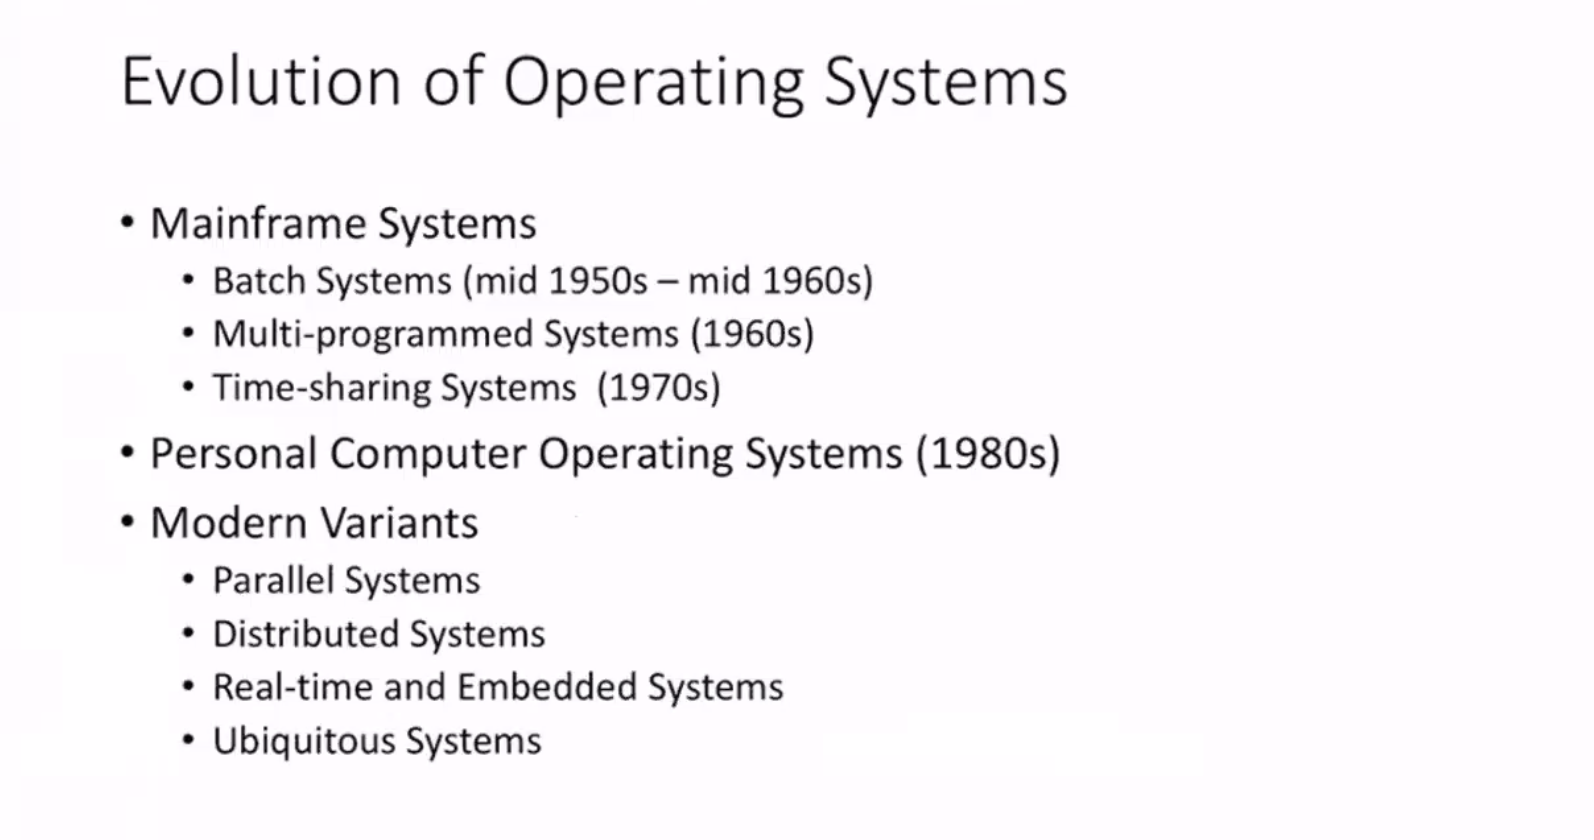 Evolution of Operating Systems
• Mainframe Systems
• Batch Systems (mid 1950s – mid 1960s)
• Multi-programmed Systems (1960s)
• Time-sharing Systems  (1970s)
• Personal Computer Operating Systems (1980s)
• Modern Variants
• Parallel Systems
• Distributed Systems
• Real-time and Embedded Systems
• Ubiquitous Systems